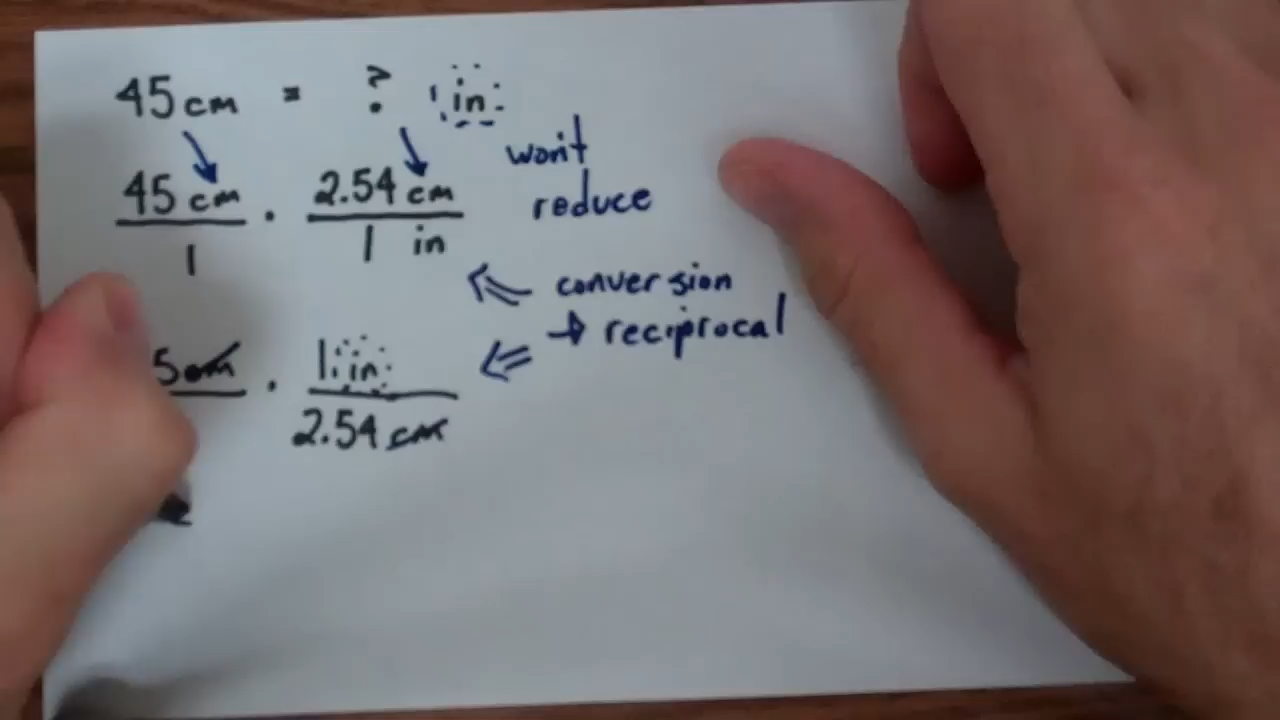 45 cm = ? in
45 cm · 2.54 cm won't
1 1 in reduce
conversion
→ reciprocal
5 cm · 1 in
2.54 cm